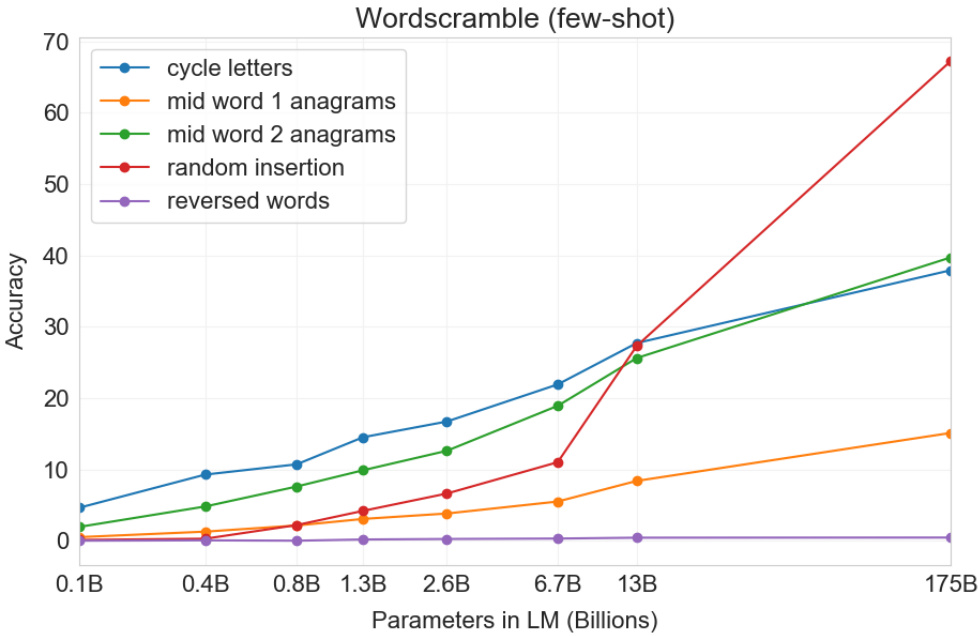 Wordscramble (few-shot)
70
60
50
40
30
20
10
0
Accuracy
cycle letters
mid word 1 anagrams
mid word 2 anagrams
random insertion
reversed words
0.1B 0.4B 0.8B 1.3B 2.6B 6.7B 13B 175B
Parameters in LM (Billions)